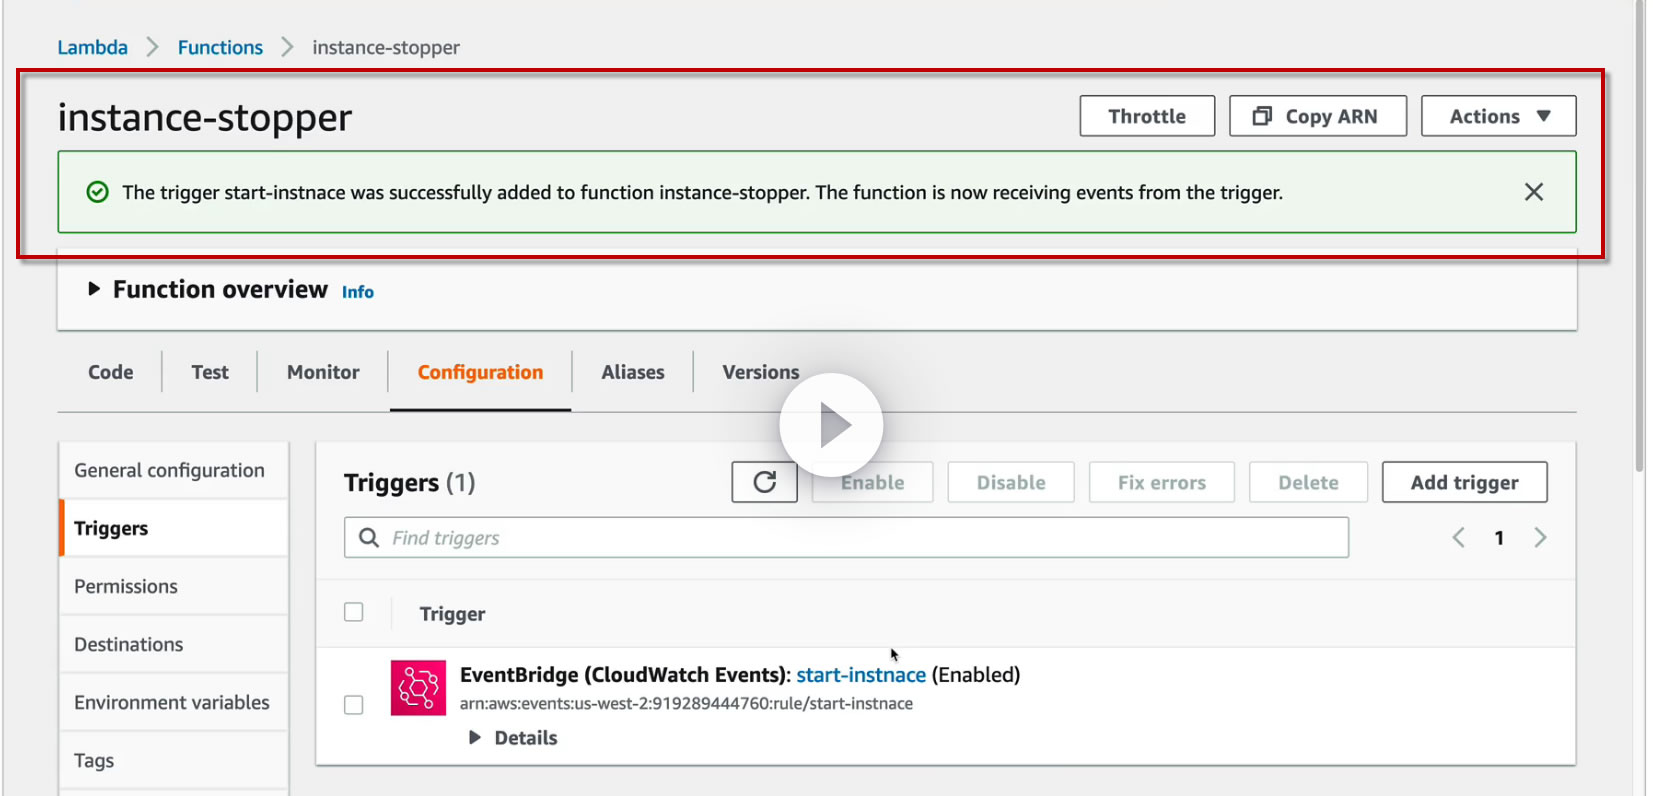 Lambda > Functions > instance-stopper
instance-stopper
Throttle
Copy ARN
Actions
The trigger start-instnace was successfully added to function instance-stopper. The function is now receiving events from the trigger.
Function overview Info
Code
Test
Monitor
Configuration
Aliases
Versions
General configuration
Triggers
Permissions
Destinations
Environment variables
Tags
Triggers (1)
Enable
Disable
Fix errors
Delete
Add trigger
Find triggers
< 1 >
Trigger
EventBridge (CloudWatch Events): start-instnace (Enabled)
arn:aws:events:us-west-2:919289444760:rule/start-instnace
Details